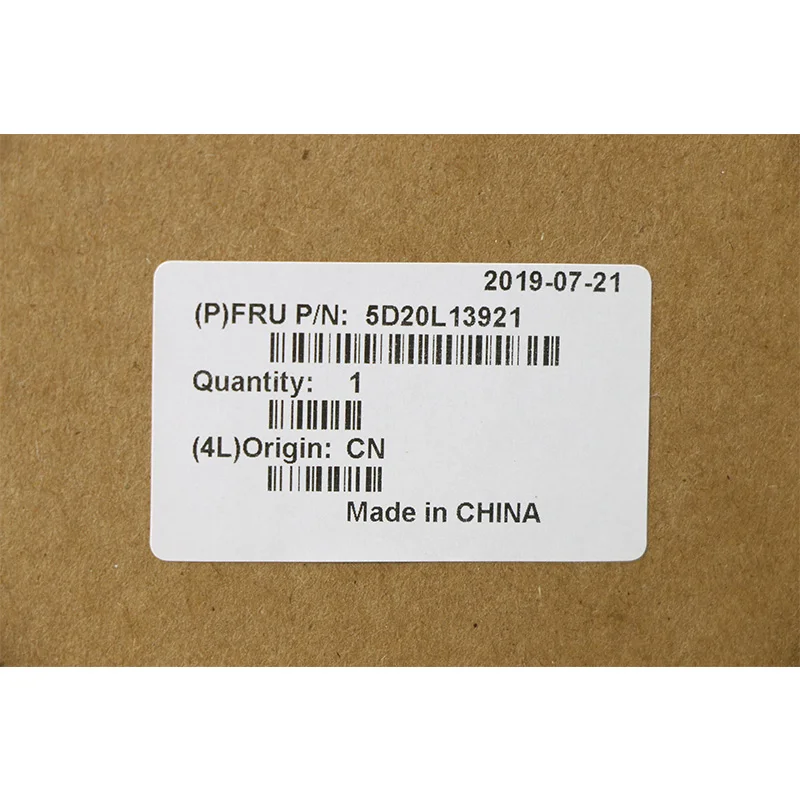 2019-07-21
(P)FRU P/N: 5D20L13921
Quantity: 1
(4L)Origin: CN
Made in CHINA